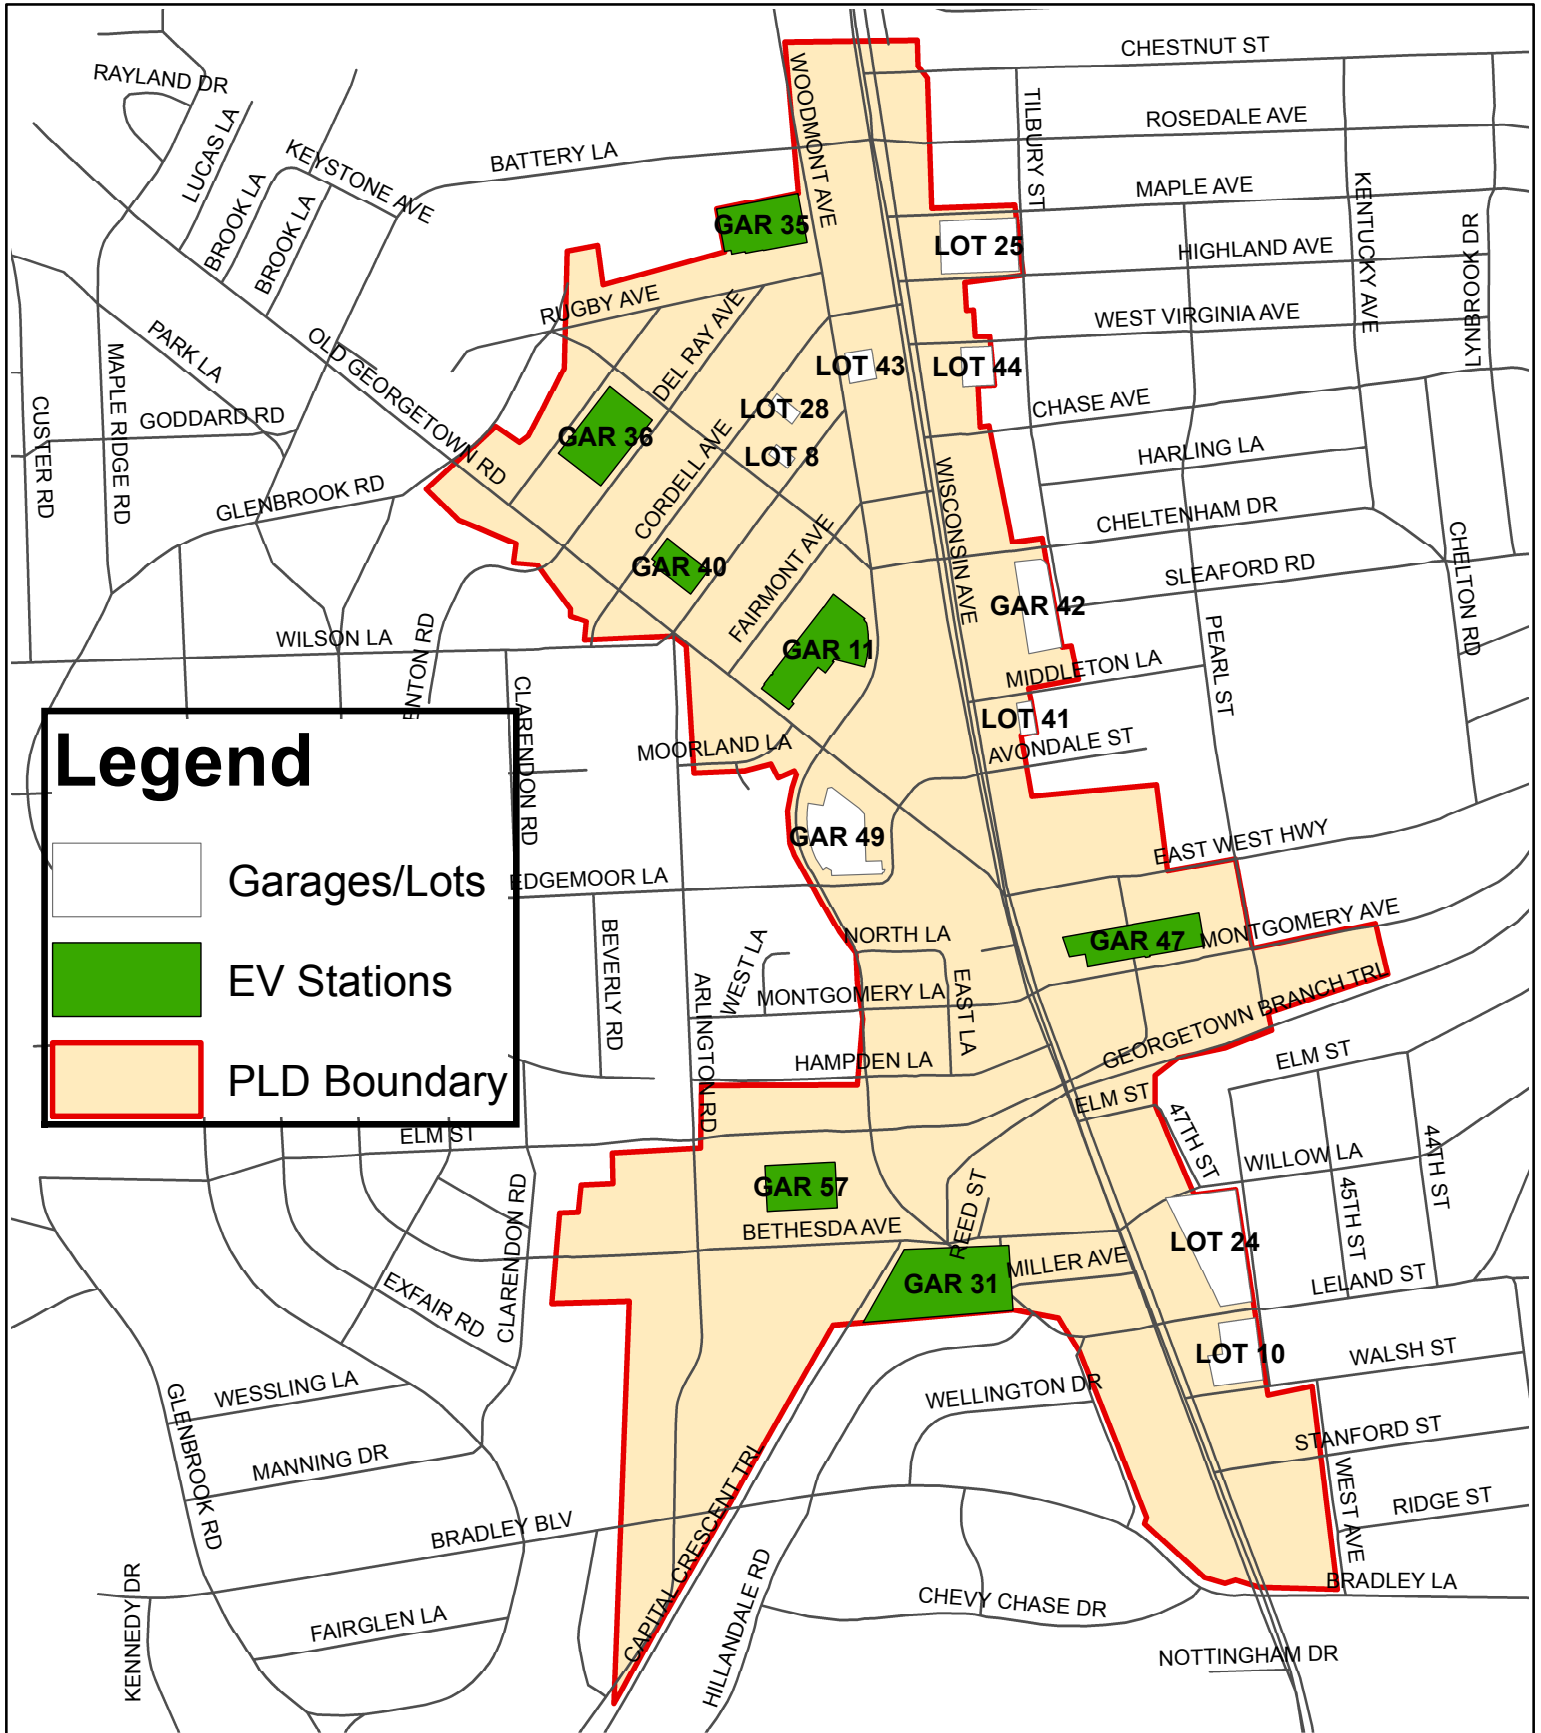 CHESTNUT ST
RAYLAND DR
WOODMONT AVE
TILBURY ST
ROSEDALE AVE
LUCAS LA
KEYSTONE AVE
BATTERY LA
BROOK LA
BROOK LA
MAPLE AVE
KENTUCKY AVE
GAR 35
LOT 25
HIGHLAND AVE
LYNBROOK DR
RUGBY AVE
WEST VIRGINIA AVE
PARK LA
OLD GEORGETOWN RD
DEL RAY AVE
LOT 43
LOT 44
MAPLE RIDGE RD
CUSTER RD
GODDARD RD
LOT 28
CHASE AVE
GAR 36
LOT 8
CORDELL AVE
HARLING LA
GLENBROOK RD
WISCONSIN AVE
CHELTENHAM DR
CHELTON RD
GAR 40
FAIRMONT AVE
SLEAFORD RD
GAR 42
WILSON LA
GAR 11
PEARL ST
ENTON RD
MIDDLETON LA
CLARENDON RD
LOT 41
MOORLAND LA
AVONDALE ST
Legend
GAR 49
EAST WEST HWY
Garages/Lots
EDGEMOOR LA
MONTGOMERY AVE
BEVERLY RD
WEST LA
NORTH LA
GAR 47
EV Stations
ARLINGTON RD
MONTGOMERY LA
EAST LA
GEORGETOWN BRANCH TRL
HAMPDEN LA
ELM ST
PLD Boundary
ELM ST
ELM ST
47TH ST
WILLOW LA
44TH ST
45TH ST
GAR 57
CLARENDON RD
REED ST
BETHESDA AVE
LOT 24
MILLER AVE
GAR 31
LELAND ST
EXFAIR RD
LOT 10
WALSH ST
WESSLING LA
WELLINGTON DR
GLENBROOK RD
STANFORD ST
MANNING DR
CAPITAL CRESCENT TRL
WEST AVE
RIDGE ST
BRADLEY BLV
BRADLEY LA
KENNEDY DR
HILLANDALE RD
CHEVY CHASE DR
FAIRGLEN LA
NOTTINGHAM DR